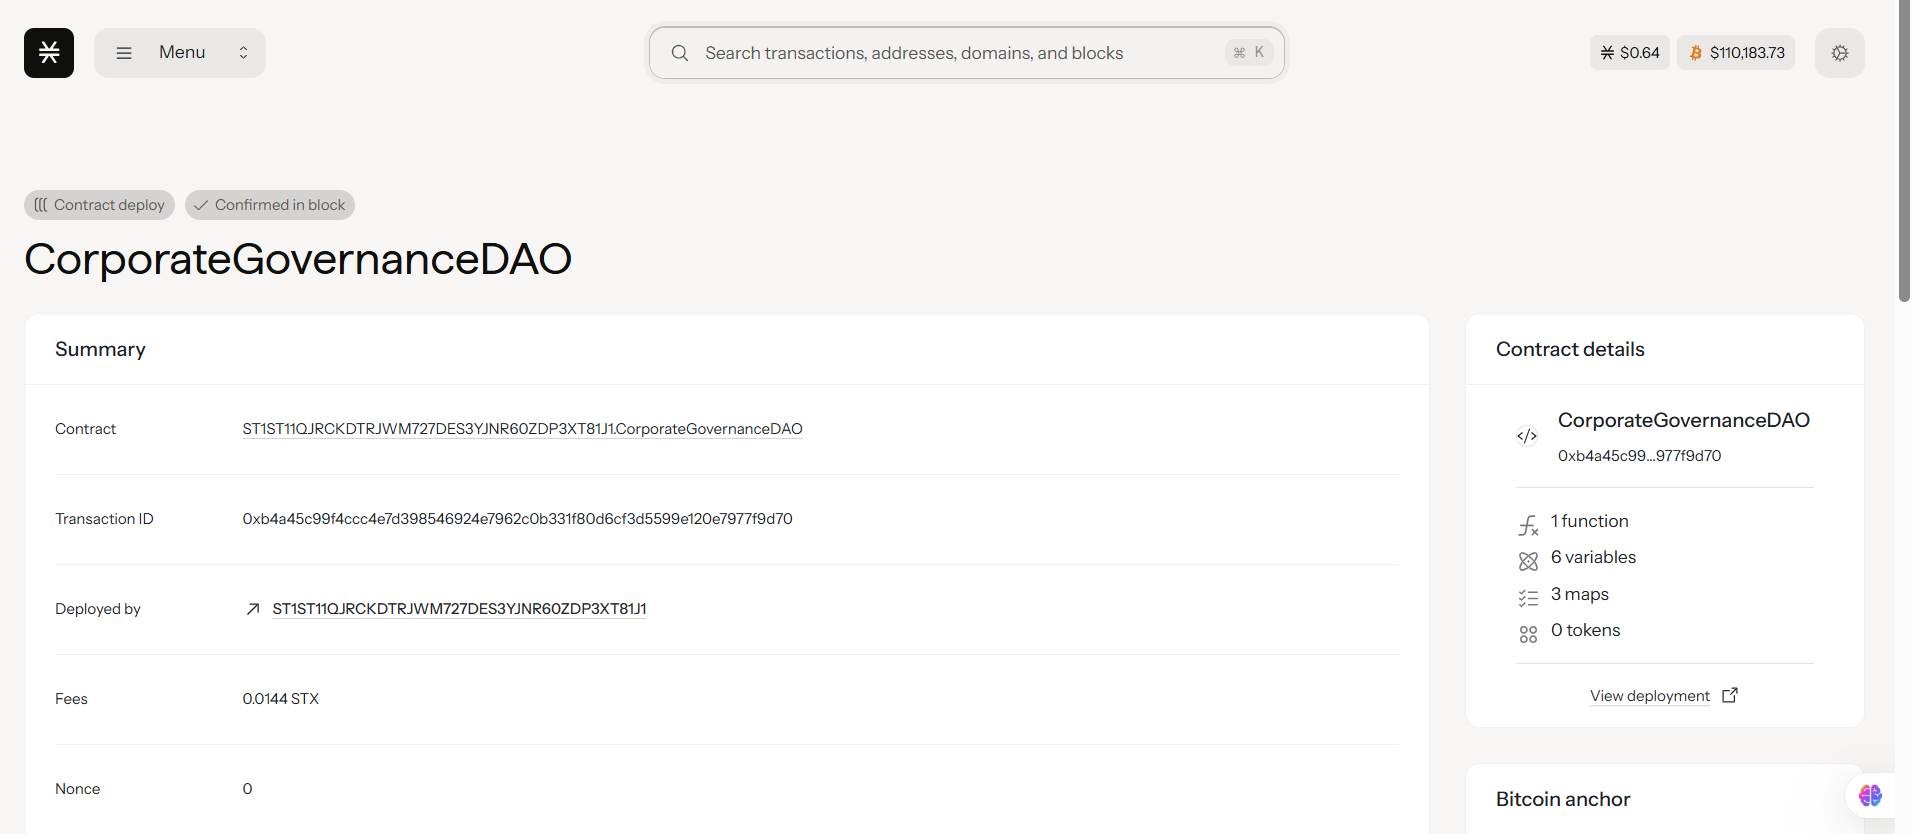 Menu
Search transactions, addresses, domains, and blocks
⌘ K
$0.64
$110,183.73
Contract deploy
Confirmed in block
CorporateGovernanceDAO
Summary
Contract ST1ST11QJRCKDTRJWM727DES3YJNR60ZDP3XT81J1.CorporateGovernanceDAO
Transaction ID 0xb4a45c99f4ccc4e7d398546924e7962c0b331f80d6cf3d5599e120e7977f9d70
Deployed by ST1ST11QJRCKDTRJWM727DES3YJNR60ZDP3XT81J1
Fees 0.0144 STX
Nonce 0
Contract details
CorporateGovernanceDAO
0xb4a45c99...977f9d70
1 function
6 variables
3 maps
0 tokens
View deployment
Bitcoin anchor